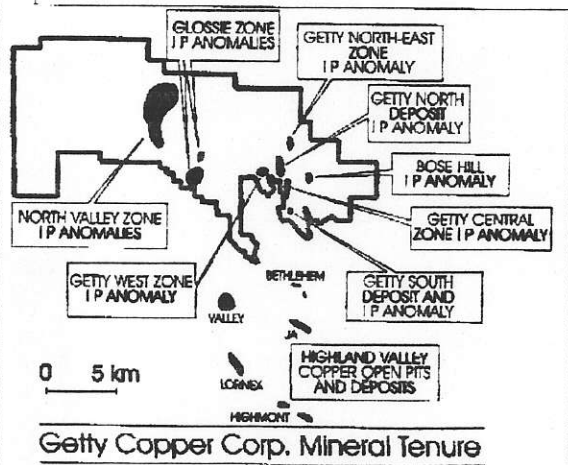 GLOSSIE ZONE
I P ANOMALIES
GETTY NORTH-EAST
ZONE
I P ANOMALY
GETTY NORTH
DEPOSIT
I P ANOMALY
BOSE HILL
I P ANOMALY
NORTH VALLEY ZONE
I P ANOMALIES
GETTY CENTRAL
ZONE I P ANOMALY
GETTY WEST ZONE
I P ANOMALY
BETHLEHEM
GETTY SOUTH
DEPOSIT AND
I P ANOMALY
VALLEY
JA
HIGHLAND VALLEY
COPPER OPEN PITS
AND DEPOSITS
0 5 km
LORNEX
HIGHMONT
Getty Copper Corp. Mineral Tenure